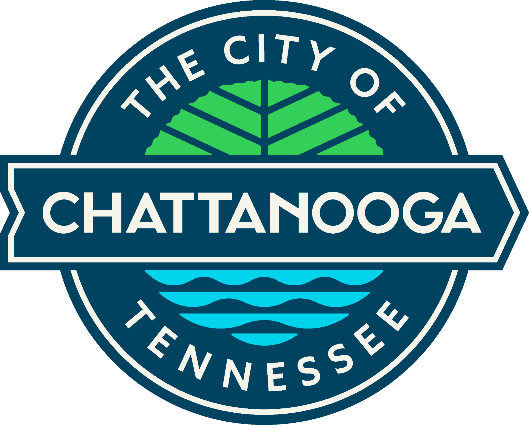 THE CITY OF
CHATTANOOGA
TENNESSEE